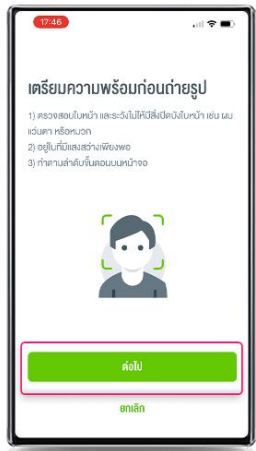 17:46
เตรียมความพร้อมก่อนถ่ายรูป
1) ตรวจสอบใบหน้า และระวังไม่ให้มีสิ่งปิดบังใบหน้า เช่น ผม
แว่นตา หรือหมวก
2) อยู่ในที่มีแสงสว่างเพียงพอ
3) ทำตามลำดับขั้นตอนบนหน้าจอ
ต่อไป
ยกเลิก